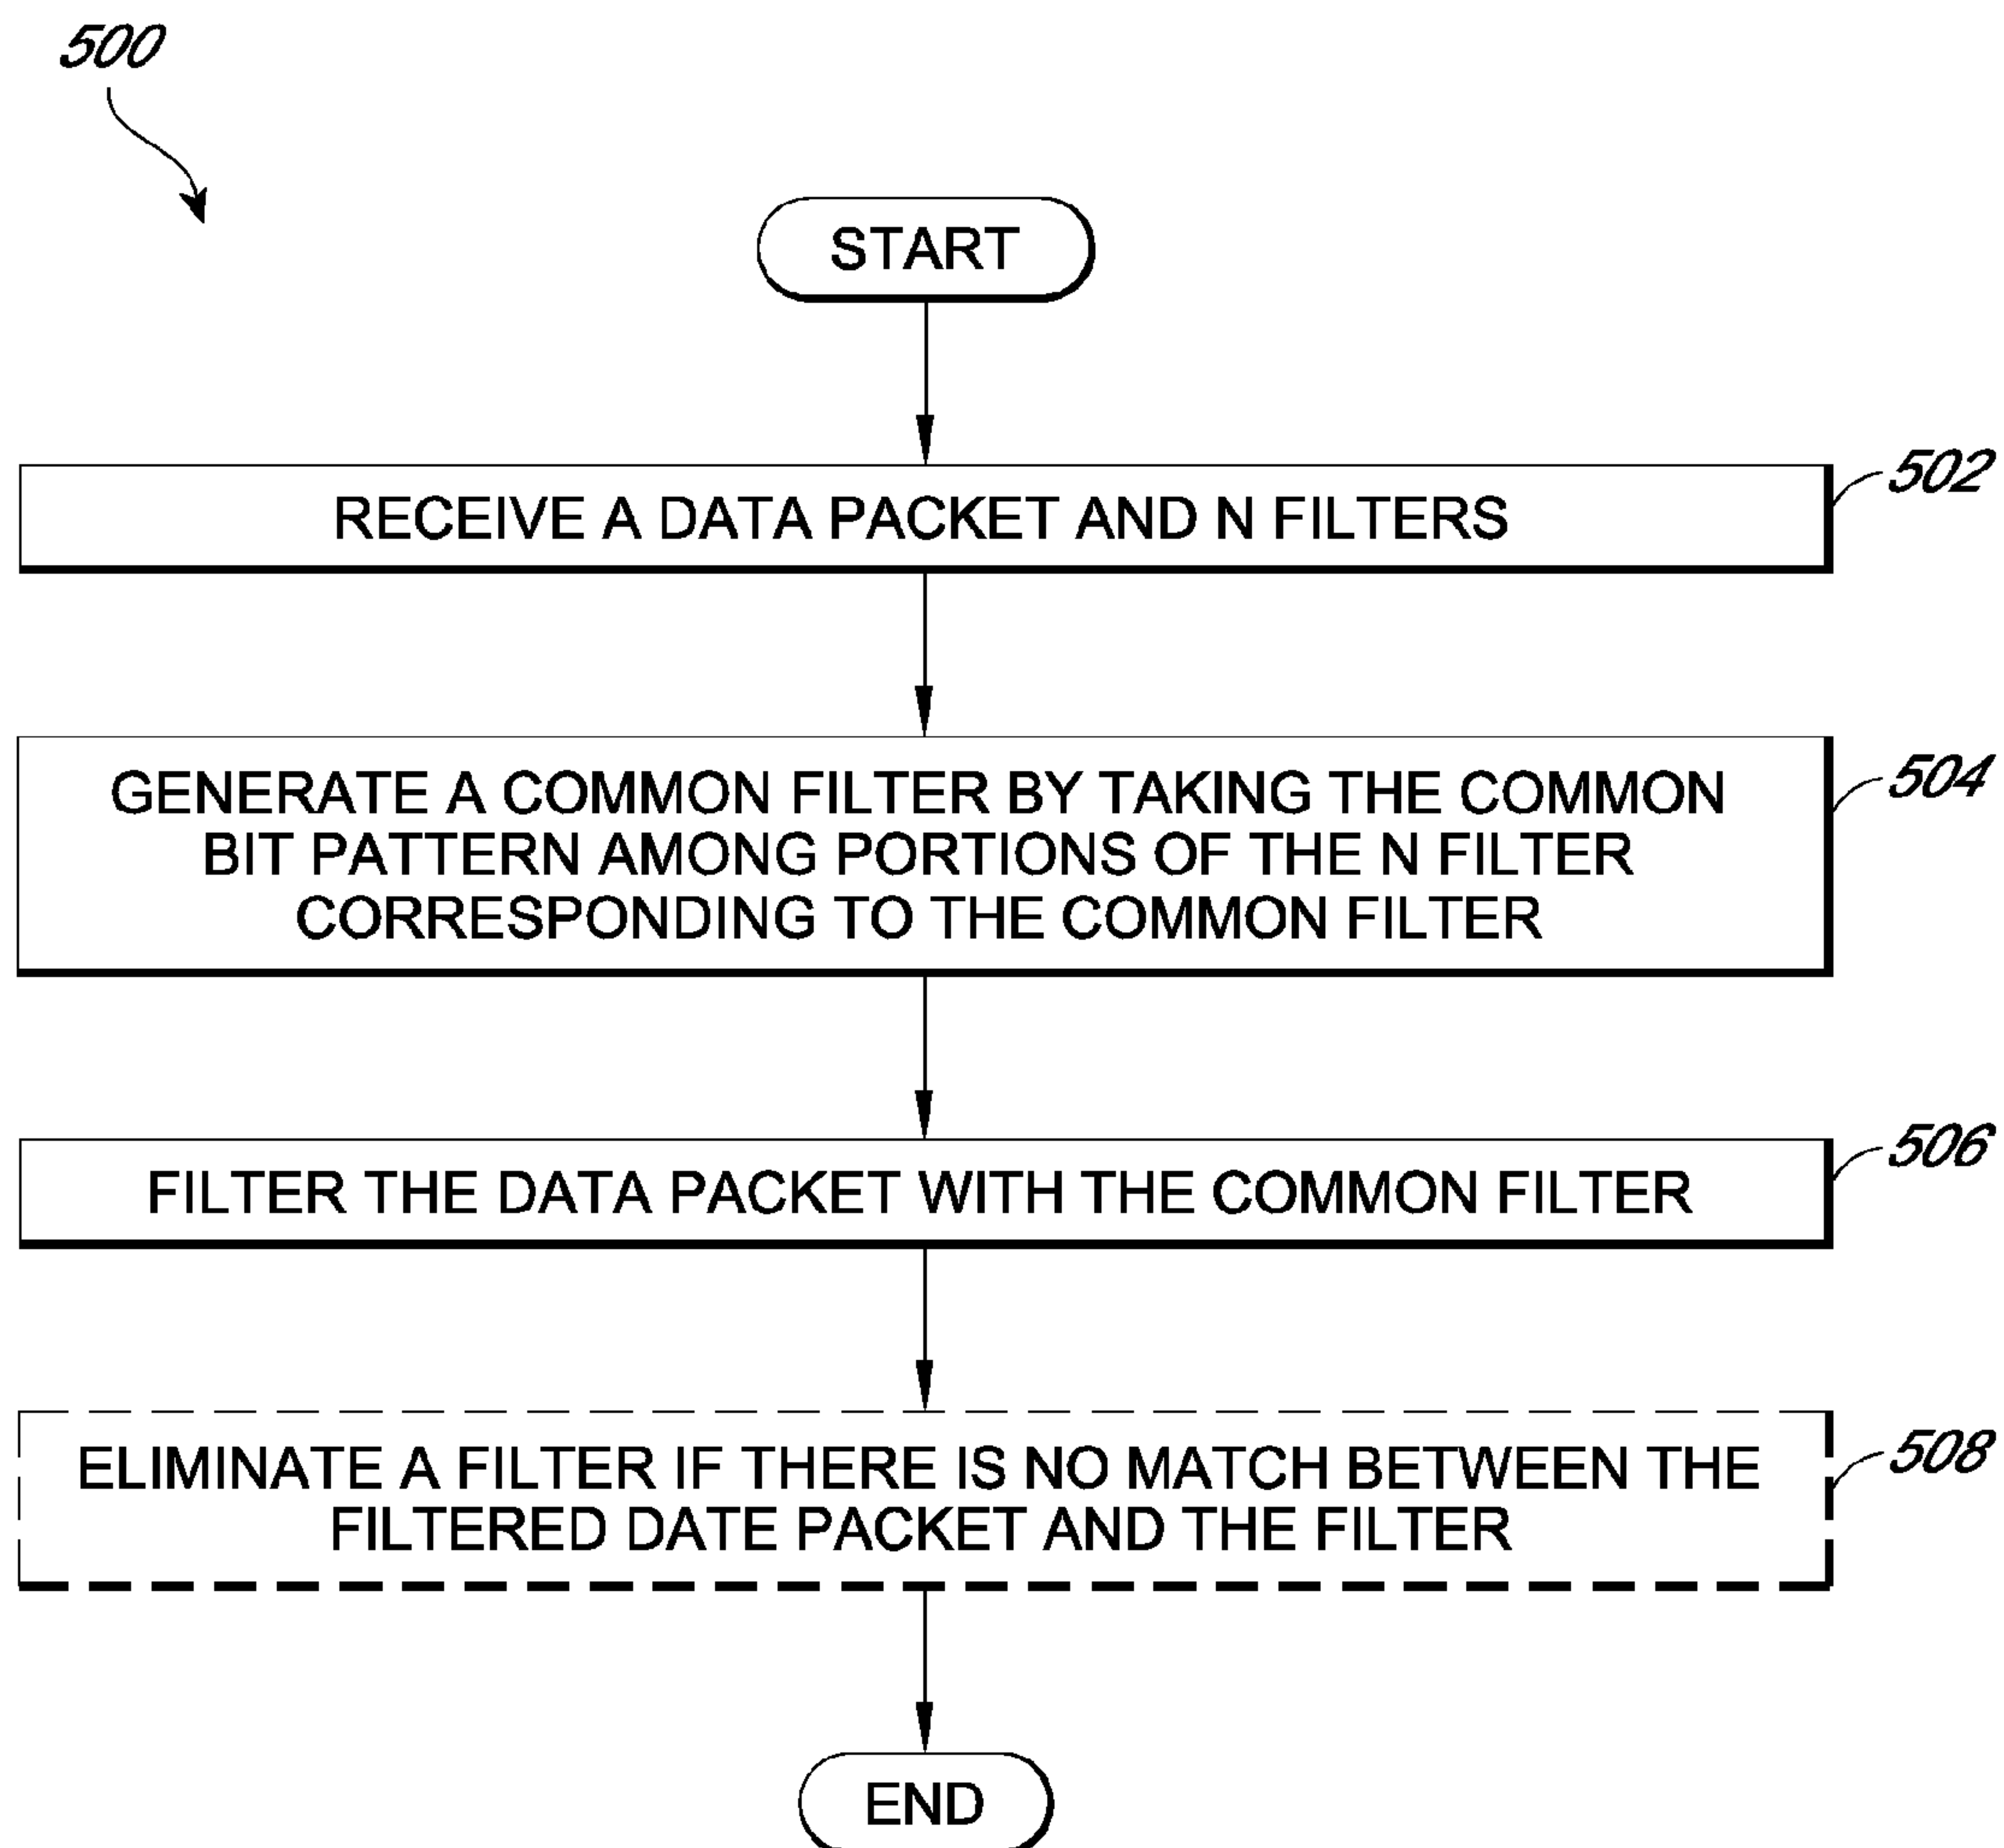 500
START
RECEIVE A DATA PACKET AND N FILTERS
502
GENERATE A COMMON FILTER BY TAKING THE COMMON
BIT PATTERN AMONG PORTIONS OF THE N FILTER
CORRESPONDING TO THE COMMON FILTER
504
FILTER THE DATA PACKET WITH THE COMMON FILTER
506
ELIMINATE A FILTER IF THERE IS NO MATCH BETWEEN THE
FILTERED DATE PACKET AND THE FILTER
508
END